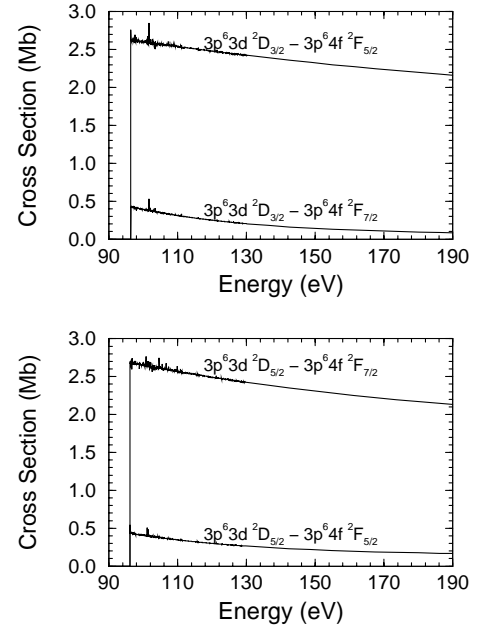 3.0
3p⁶3d ²D₃/₂ – 3p⁶4f ²F₅/₂
2.5
2.0
Cross Section (Mb)
1.5
1.0
0.5
3p⁶3d ²D₃/₂ – 3p⁶4f ²F₇/₂
0.0
90 110 130 150 170 190
Energy (eV)
3.0
3p⁶3d ²D₅/₂ – 3p⁶4f ²F₇/₂
2.5
2.0
Cross Section (Mb)
1.5
1.0
0.5
3p⁶3d ²D₅/₂ – 3p⁶4f ²F₅/₂
0.0
90 110 130 150 170 190
Energy (eV)